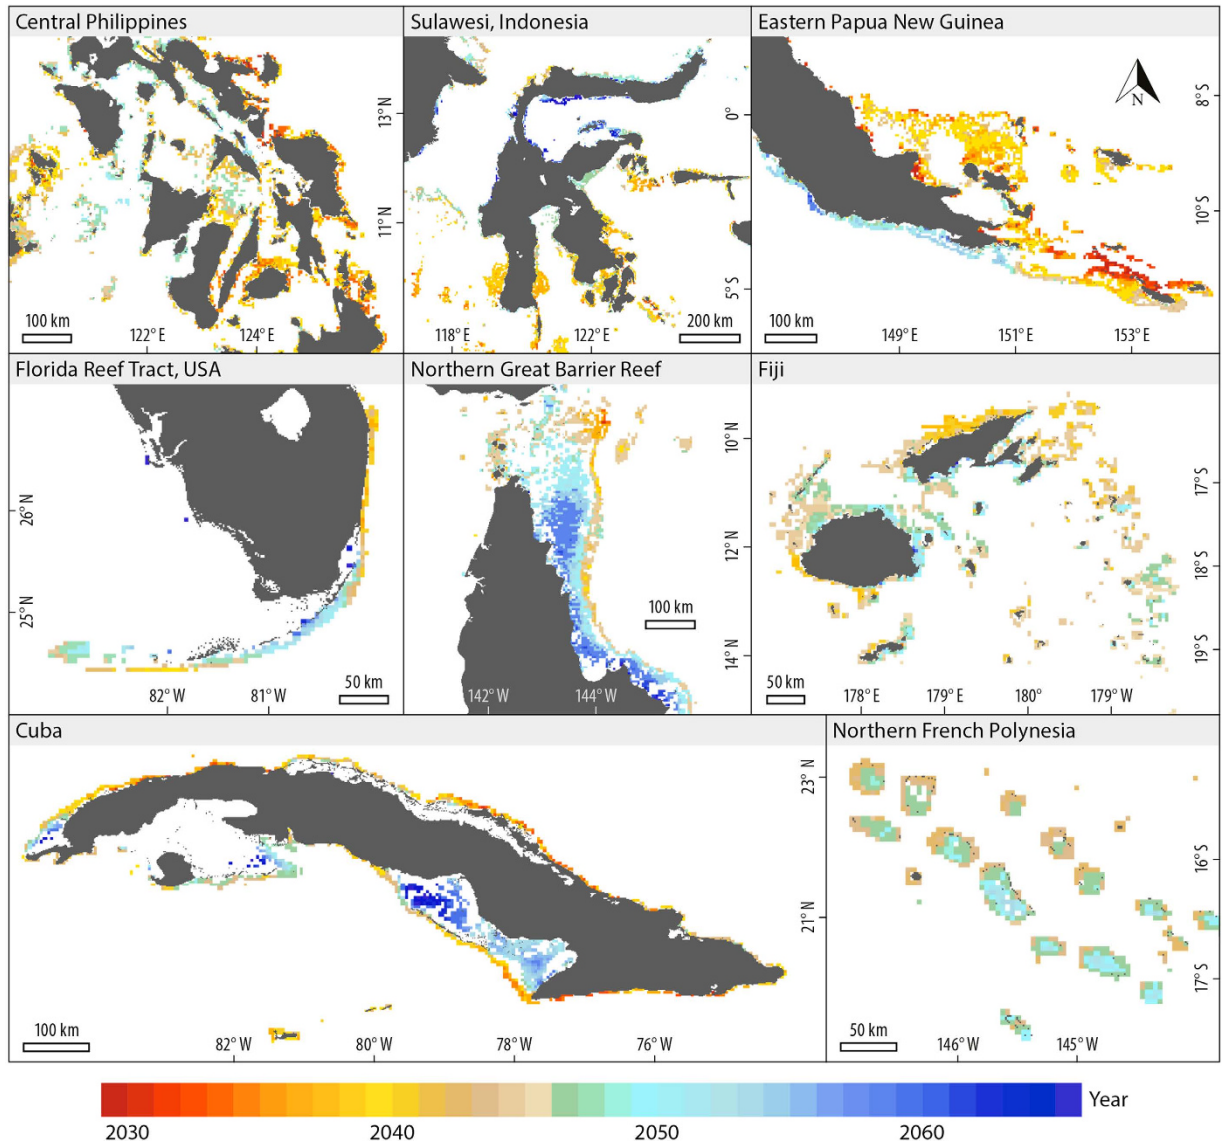 Central Philippines
13° N
11° N
100 km
122°E
124°E
Sulawesi, Indonesia
0°
5°S
118°E
122°E
200 km
Eastern Papua New Guinea
N
8°S
10°S
100 km
149°E
151°E
153°E
Florida Reef Tract, USA
26° N
25° N
82°W
81°W
50 km
Northern Great Barrier Reef
10°N
12°N
14°N
100 km
142°W
144°W
Fiji
17°S
18°S
19°S
50 km
178°E
179°E
180°
179°W
Cuba
23° N
21° N
100 km
82°W
80°W
78°W
76°W
Northern French Polynesia
16°S
17°S
50 km
146°W
145°W
Year
2030
2040
2050
2060